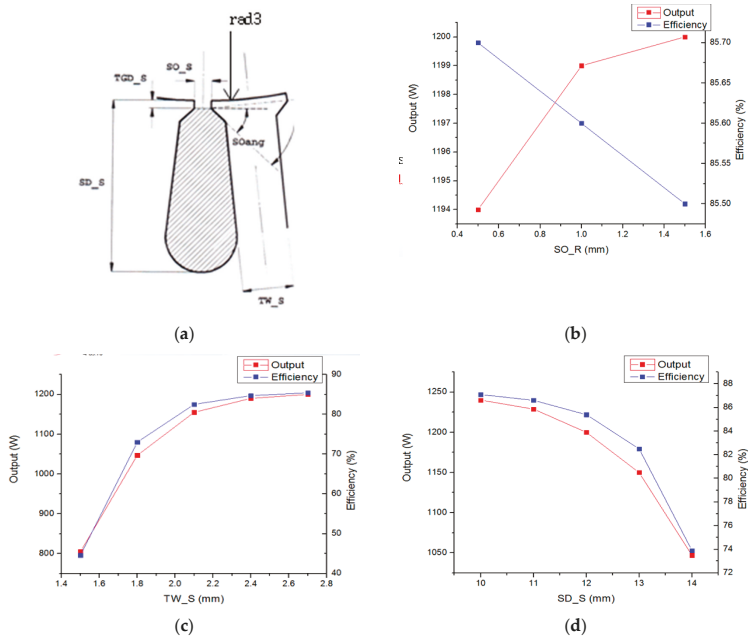 rad3
SO_S
TGD_S
SOang
SD_S
TW_S
(a)
Output
Efficiency
1200
1199
1198
1197
1196
1195
1194
Output (W)
85.70
85.65
85.60
85.55
85.50
Efficiency (%)
0.4 0.6 0.8 1.0 1.2 1.4 1.6
SO_R (mm)
(b)
Output
Efficiency
1200
1100
1000
900
800
Output (W)
90
80
70
60
50
40
Efficiency (%)
1.4 1.6 1.8 2.0 2.2 2.4 2.6 2.8
TW_S (mm)
(c)
Output
Efficiency
1250
1200
1150
1100
1050
Output (W)
88
86
84
82
80
78
76
74
72
Efficiency (%)
10 11 12 13 14
SD_S (mm)
(d)